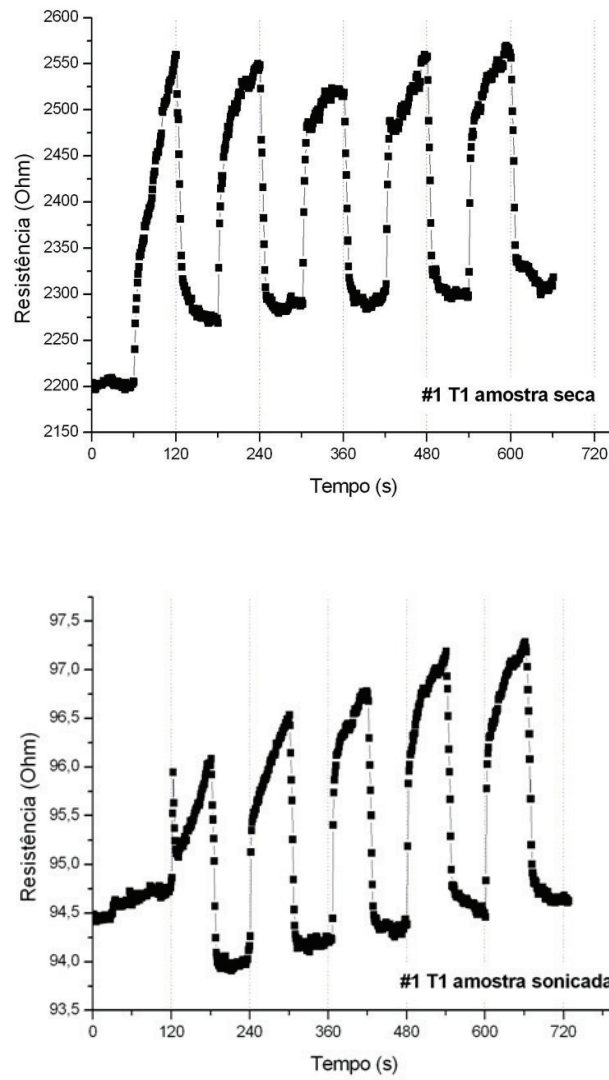 2600
2550
2500
2450
2400
2350
2300
2250
2200
2150
Resistência (Ohm)
#1 T1 amostra seca
0 120 240 360 480 600 720
Tempo (s)
97,5
97,0
96,5
96,0
95,5
95,0
94,5
94,0
93,5
Resistência (Ohm)
#1 T1 amostra sonicada
0 120 240 360 480 600 720
Tempo (s)